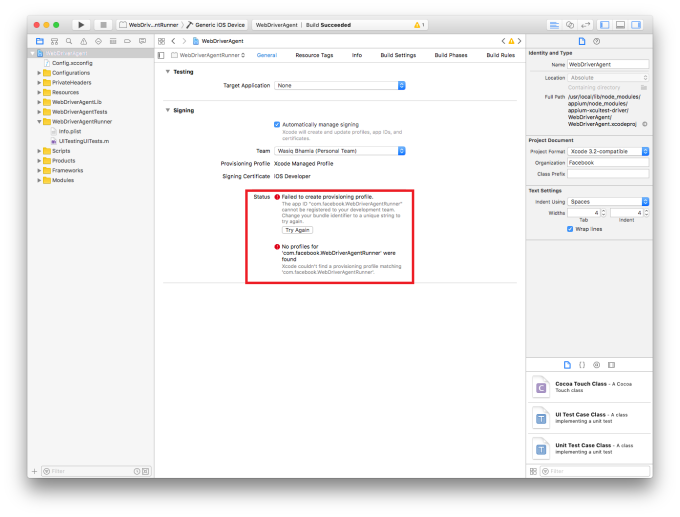 WebDriv...ntRunner Generic iOS Device
WebDriverAgent | Build Succeeded 1
WebDriverAgent
WebDriverAgentRunner General Resource Tags Info Build Settings Build Phases Build Rules
WebDriverAgent
Config.xcconfig
Configurations
PrivateHeaders
Resources
WebDriverAgentLib
WebDriverAgentTests
WebDriverAgentRunner
Info.plist
UITestingUITests.m
Scripts
Products
Frameworks
Modules
Filter
Testing
Target Application None
Signing
Automatically manage signing
Xcode will create and update profiles, app IDs, and
certificates.
Team Wasiq Bhamla (Personal Team)
Provisioning Profile Xcode Managed Profile
Signing Certificate iOS Developer
Status Failed to create provisioning profile.
The app ID "com.facebook.WebDriverAgentRunner"
cannot be registered to your development team.
Change your bundle identifier to a unique string to
try again.
Try Again
No profiles for
'com.facebook.WebDriverAgentRunner' were
found
Xcode couldn't find a provisioning profile matching
'com.facebook.WebDriverAgentRunner'.
Identity and Type
Name WebDriverAgent
Location Absolute
Containing directory
Full Path /usr/local/lib/node_modules/
appium/node_modules/
appium-xcuitest-driver/
WebDriverAgent/
WebDriverAgent.xcodeproj
Project Document
Project Format Xcode 3.2-compatible
Organization Facebook
Class Prefix
Text Settings
Indent Using Spaces
Widths 4 4
Tab Indent
Wrap lines
{ }
C Cocoa Touch Class - A Cocoa
Touch class
T UI Test Case Class - A class
implementing a unit test
T Unit Test Case Class - A class
implementing a unit test
Filter